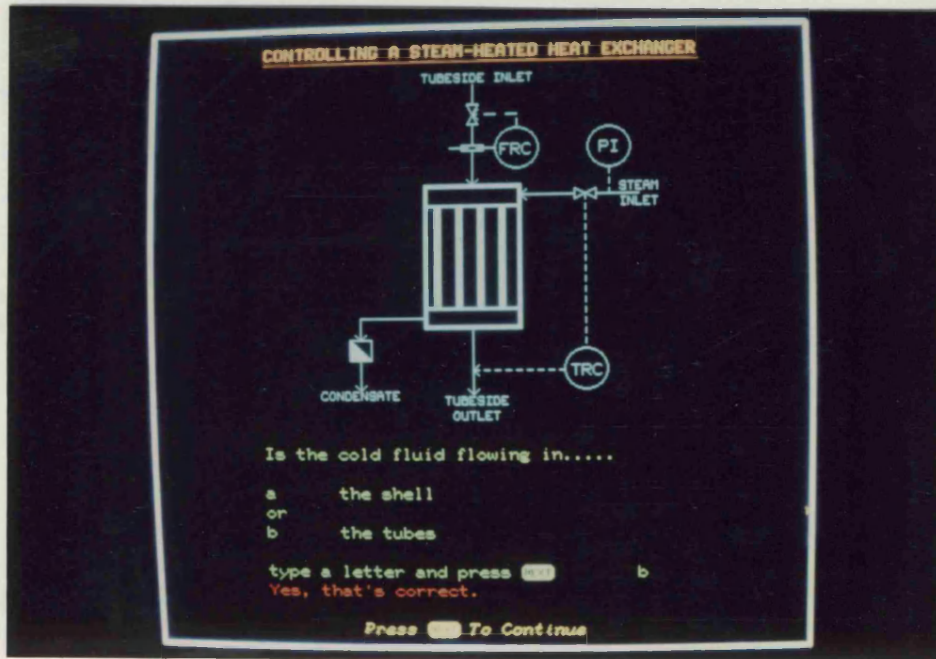 CONTROLLING A STEAM-HEATED HEAT EXCHANGER
TUBESIDE INLET
FRC
PI
STEAM
INLET
TRC
CONDENSATE
TUBESIDE
OUTLET
Is the cold fluid flowing in.....
a the shell
or
b the tubes
type a letter and press NEXT b
Yes, that's correct.
Press To Continue